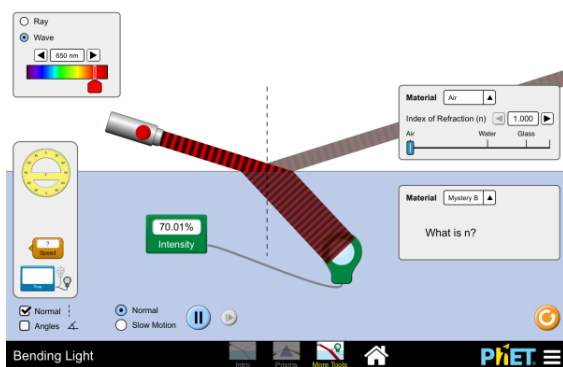 Ray
Wave
650 nm
Material Air
Index of Refraction (n) 1.000
Air Water Glass
Material Mystery B
What is n?
70.01%
Intensity
?
Speed
Time
Normal
Angles
Normal
Slow Motion
Bending Light
Intro Prisms More Tools
PhET